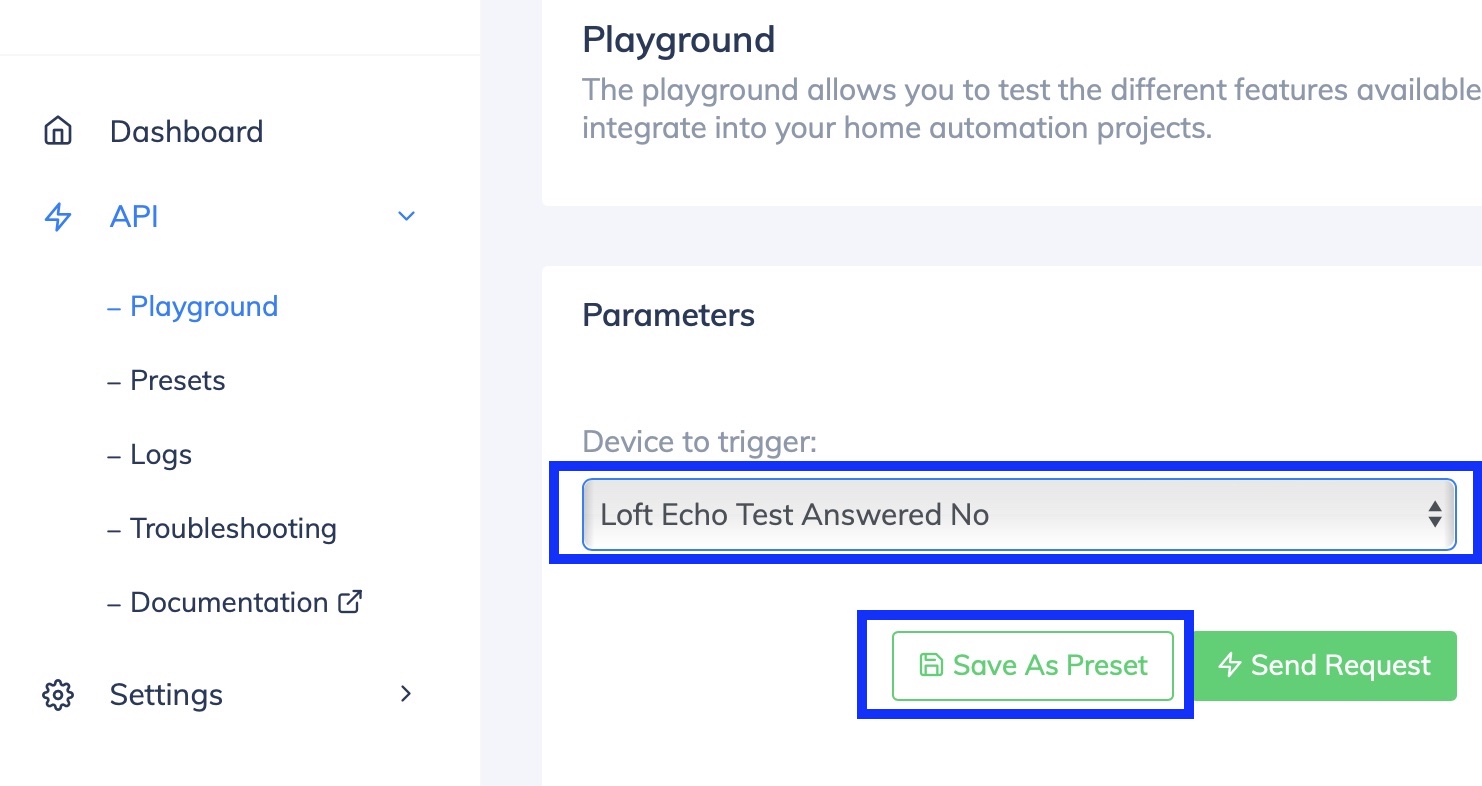 Dashboard
API
– Playground
– Presets
– Logs
– Troubleshooting
– Documentation
Settings
Playground
The playground allows you to test the different features available
integrate into your home automation projects.
Parameters
Device to trigger:
Loft Echo Test Answered No
Save As Preset
Send Request